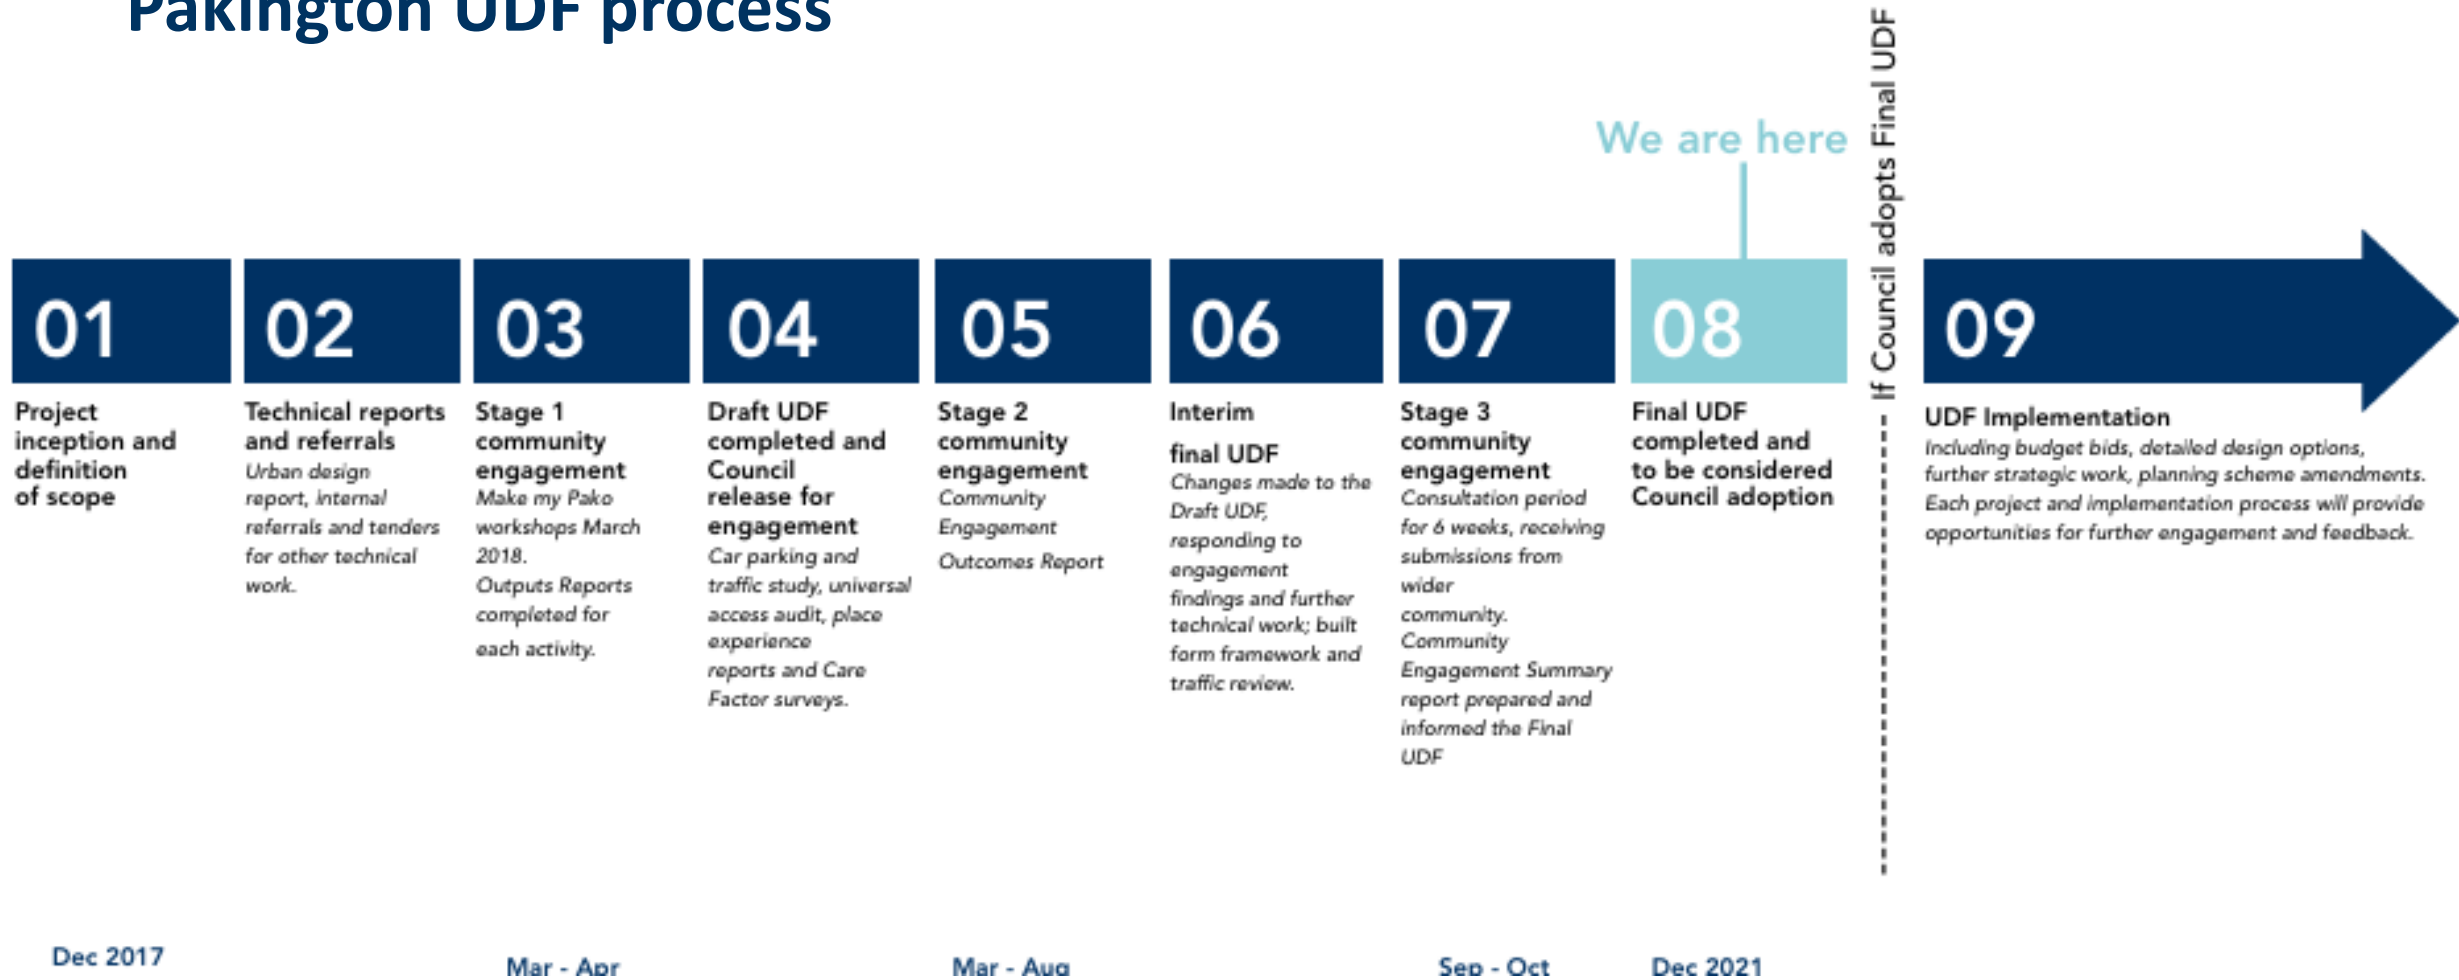 Pakington UDF process
If Council adopts Final UDF
We are here
01
02
03
04
05
06
07
08
09
Project
inception and
definition
of scope
Technical reports
and referrals
Urban design
report, internal
referrals and tenders
for other technical
work.
Stage 1
community
engagement
Make my Pako
workshops March
2018.
Outputs Reports
completed for
each activity.
Draft UDF
completed and
Council
release for
engagement
Car parking and
traffic study, universal
access audit, place
experience
reports and Care
Factor surveys.
Stage 2
community
engagement
Community
Engagement
Outcomes Report
Interim
final UDF
Changes made to the
Draft UDF,
responding to
engagement
findings and further
technical work; built
form framework and
traffic review.
Stage 3
community
engagement
Consultation period
for 6 weeks, receiving
submissions from
wider
community.
Community
Engagement Summary
report prepared and
informed the Final
UDF
Final UDF
completed and
to be considered
Council adoption
UDF Implementation
Including budget bids, detailed design options,
further strategic work, planning scheme amendments.
Each project and implementation process will provide
opportunities for further engagement and feedback.
Dec 2017
Mar - Apr
Mar - Aug
Sep - Oct
Dec 2021